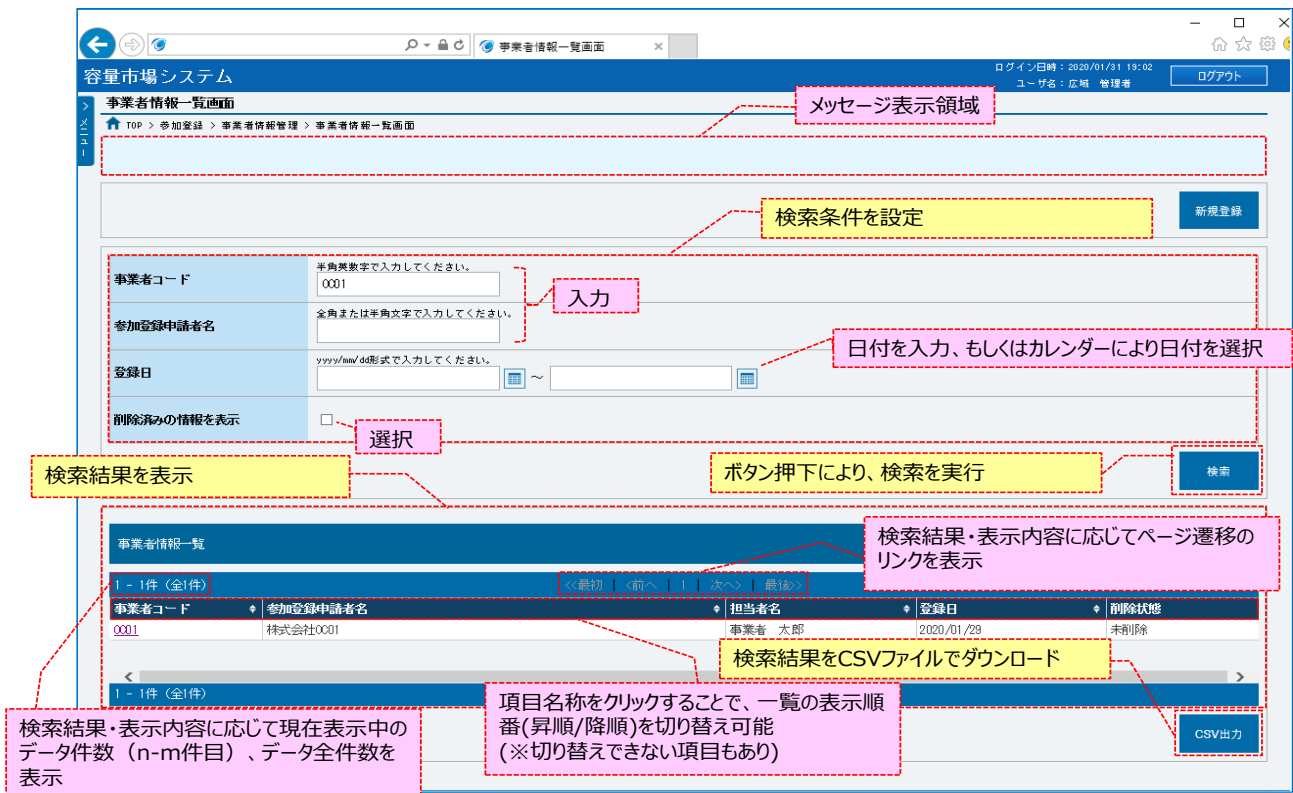 事業者情報一覧画面
容量市場システム
ログイン日時：2020/01/31 19:02
ユーザ名：広域　管理者
ログアウト
メニュー
事業者情報一覧画面
メッセージ表示領域
TOP > 参加登録 > 事業者情報管理 > 事業者情報一覧画面
検索条件を設定
新規登録
事業者コード
半角英数字で入力してください。
0001
入力
参加登録申請者名
全角または半角文字で入力してください。
日付を入力、もしくはカレンダーにより日付を選択
登録日
yyyy/mm/dd形式で入力してください。
～
削除済みの情報を表示
選択
検索結果を表示
ボタン押下により、検索を実行
検索
事業者情報一覧
検索結果・表示内容に応じてページ遷移の
リンクを表示
1 - 1件（全1件）
<<最初 | <前へ | 1 | 次へ> | 最後>>
事業者コード 参加登録申請者名 担当者名 登録日 削除状態
0001 株式会社0001 事業者　太郎 2020/01/29 未削除
検索結果をCSVファイルでダウンロード
1 - 1件（全1件）
項目名称をクリックすることで、一覧の表示順
番(昇順/降順)を切り替え可能
(※切り替えできない項目もあり)
検索結果・表示内容に応じて現在表示中の
データ件数（n-m件目）、データ全件数を
表示
CSV出力